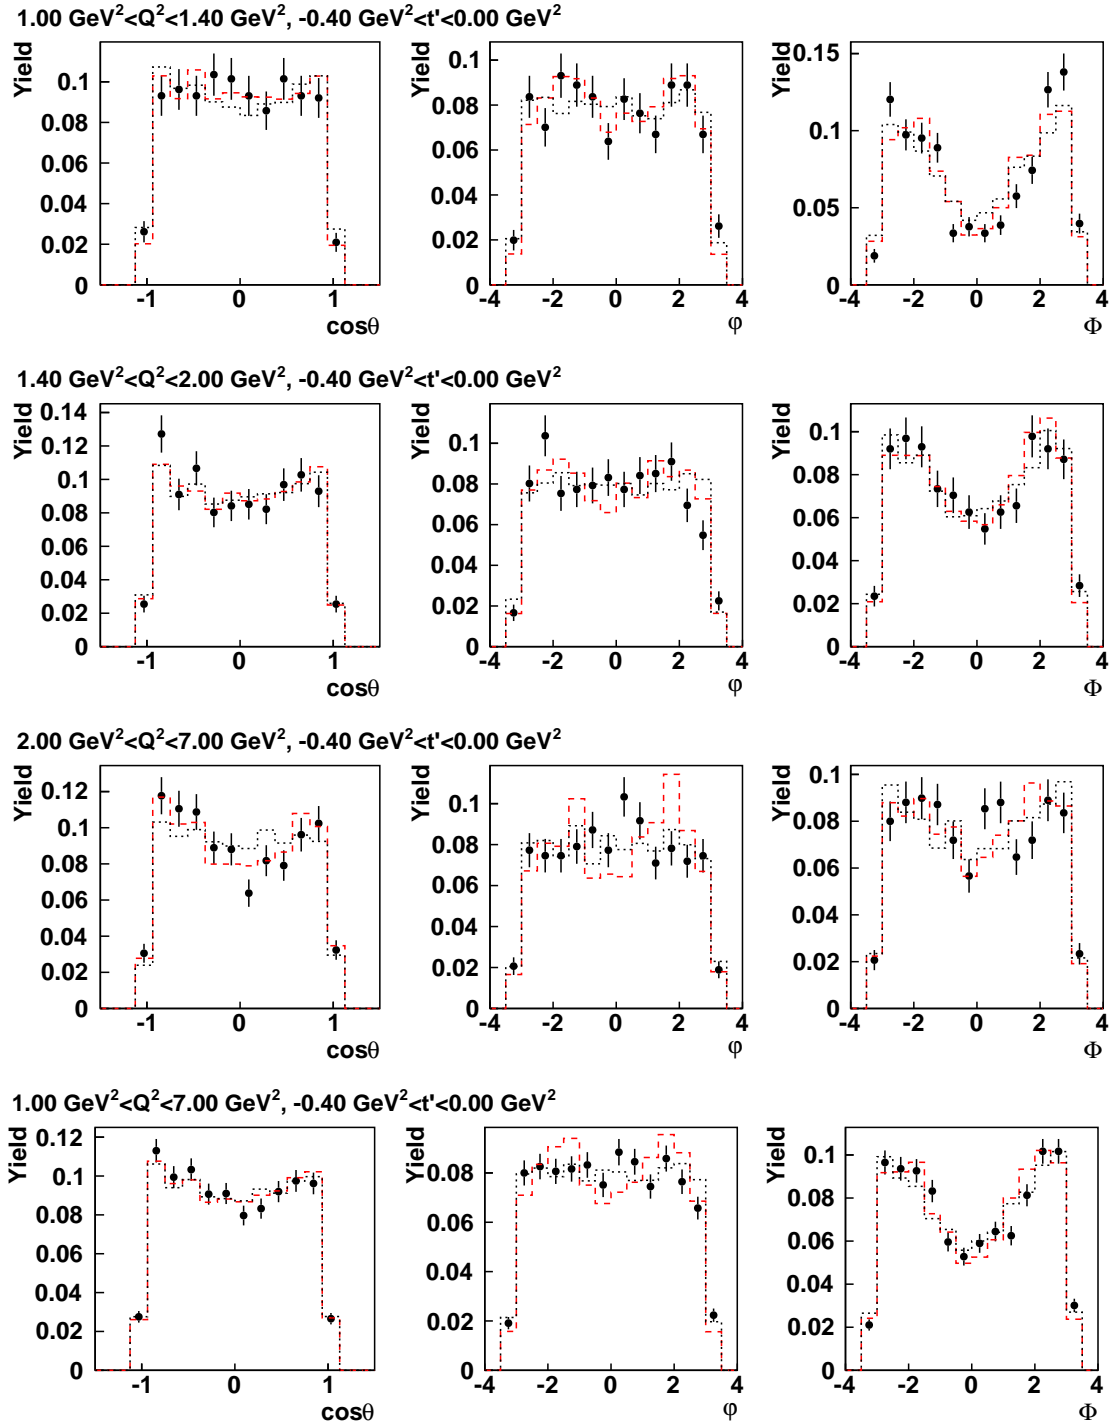 1.00 GeV²<Q²<1.40 GeV², -0.40 GeV²<t'<0.00 GeV²
Yield
0.1
0.08
0.06
0.04
0.02
0
-1 0 1
cosθ
Yield
0.1
0.08
0.06
0.04
0.02
0
-4 -2 0 2 4
φ
Yield
0.15
0.1
0.05
0
-4 -2 0 2 4
Φ
1.40 GeV²<Q²<2.00 GeV², -0.40 GeV²<t'<0.00 GeV²
Yield
0.14
0.12
0.1
0.08
0.06
0.04
0.02
0
-1 0 1
cosθ
Yield
0.1
0.08
0.06
0.04
0.02
0
-4 -2 0 2 4
φ
Yield
0.1
0.08
0.06
0.04
0.02
0
-4 -2 0 2 4
Φ
2.00 GeV²<Q²<7.00 GeV², -0.40 GeV²<t'<0.00 GeV²
Yield
0.12
0.1
0.08
0.06
0.04
0.02
0
-1 0 1
cosθ
Yield
0.1
0.08
0.06
0.04
0.02
0
-4 -2 0 2 4
φ
Yield
0.1
0.08
0.06
0.04
0.02
0
-4 -2 0 2 4
Φ
1.00 GeV²<Q²<7.00 GeV², -0.40 GeV²<t'<0.00 GeV²
Yield
0.12
0.1
0.08
0.06
0.04
0.02
0
-1 0 1
cosθ
Yield
0.08
0.06
0.04
0.02
0
-4 -2 0 2 4
φ
Yield
0.1
0.08
0.06
0.04
0.02
0
-4 -2 0 2 4
Φ